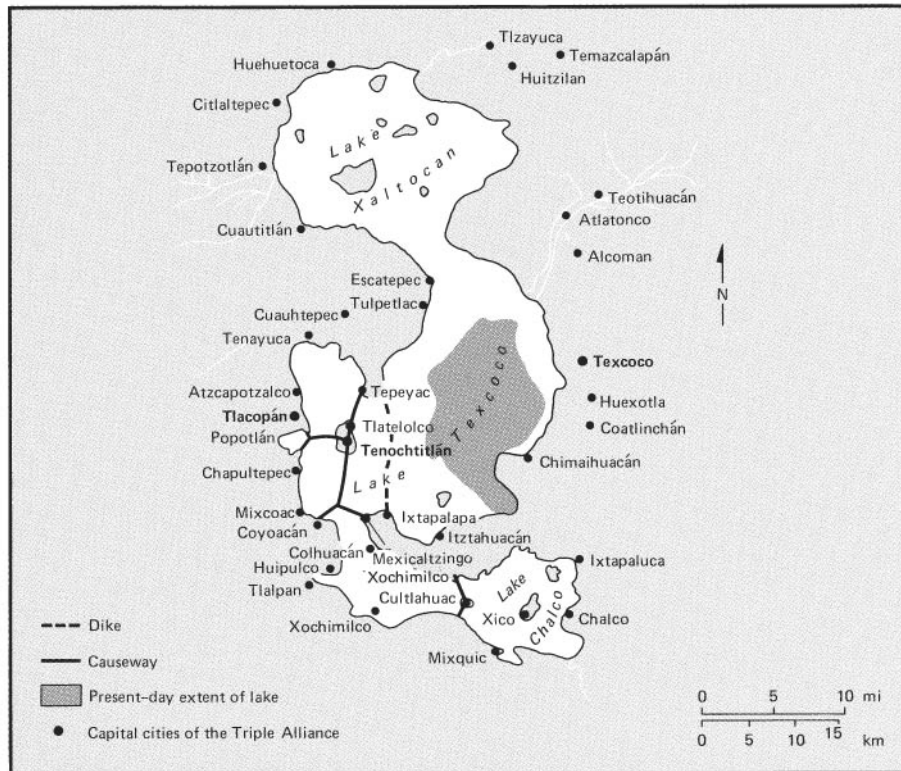 Tlzayuca
Temazcalapán
Huitzilan
Huehuetoca
Citlaltepec
Lake
Xaltocan
Tepotzotlán
Teotihuacán
Atlatonco
Cuautitlán
Alcoman
N
Escatepec
Tulpetlac
Cuauhtepec
Tenayuca
Texcoco
Texcoco
Atzcapotzalco
Tepeyac
Huexotla
Tlacopán
Tlatelolco
Coatlinchán
Popotlán
Tenochtitlán
Chimaihuacán
Chapultepec
Lake
Mixcoac
Ixtapalapa
Coyoacán
Itztahuacán
Colhuacán
Mexicaltzingo
Ixtapaluca
Huipulco
Xochimilco
Lake
Tlalpan
Cultlahuac
Xico
Chalco
Chalco
Xochimilco
Mixquic
Dike
Causeway
Present-day extent of lake
Capital cities of the Triple Alliance
0 5 10 mi
0 5 10 15 km